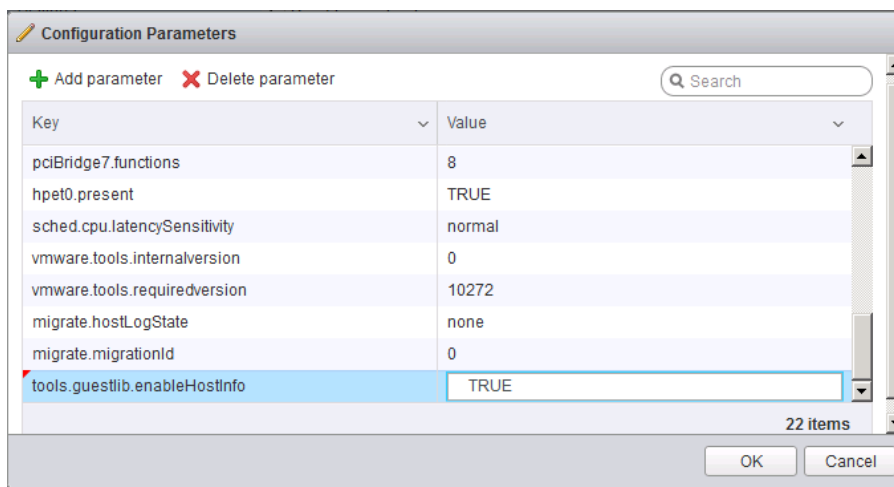 Configuration Parameters
Add parameter Delete parameter Search
Key Value
pciBridge7.functions 8
hpet0.present TRUE
sched.cpu.latencySensitivity normal
vmware.tools.internalversion 0
vmware.tools.requiredversion 10272
migrate.hostLogState none
migrate.migrationId 0
tools.guestlib.enableHostInfo TRUE
22 items
OK Cancel